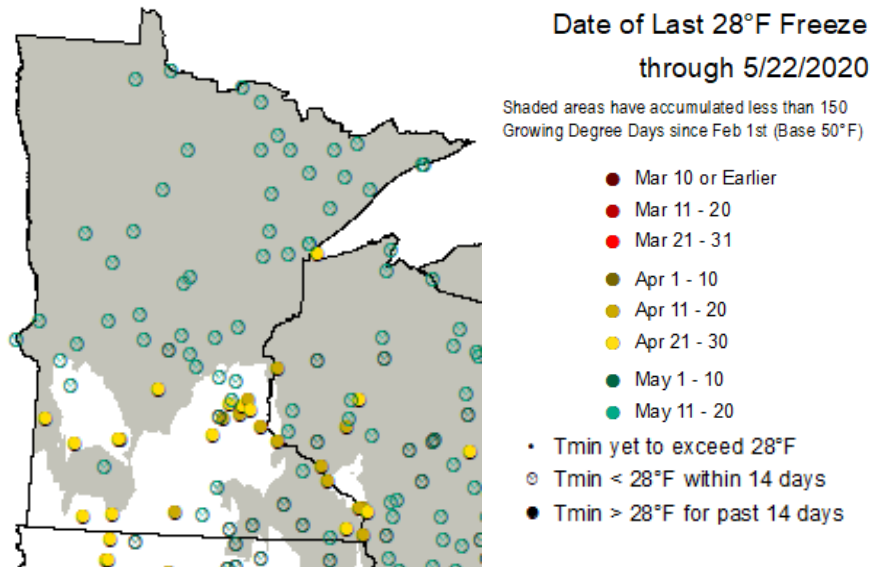 Date of Last 28°F Freeze
through 5/22/2020
Shaded areas have accumulated less than 150
Growing Degree Days since Feb 1st (Base 50°F)
Mar 10 or Earlier
Mar 11 - 20
Mar 21 - 31
Apr 1 - 10
Apr 11 - 20
Apr 21 - 30
May 1 - 10
May 11 - 20
Tmin yet to exceed 28°F
Tmin < 28°F within 14 days
Tmin > 28°F for past 14 days